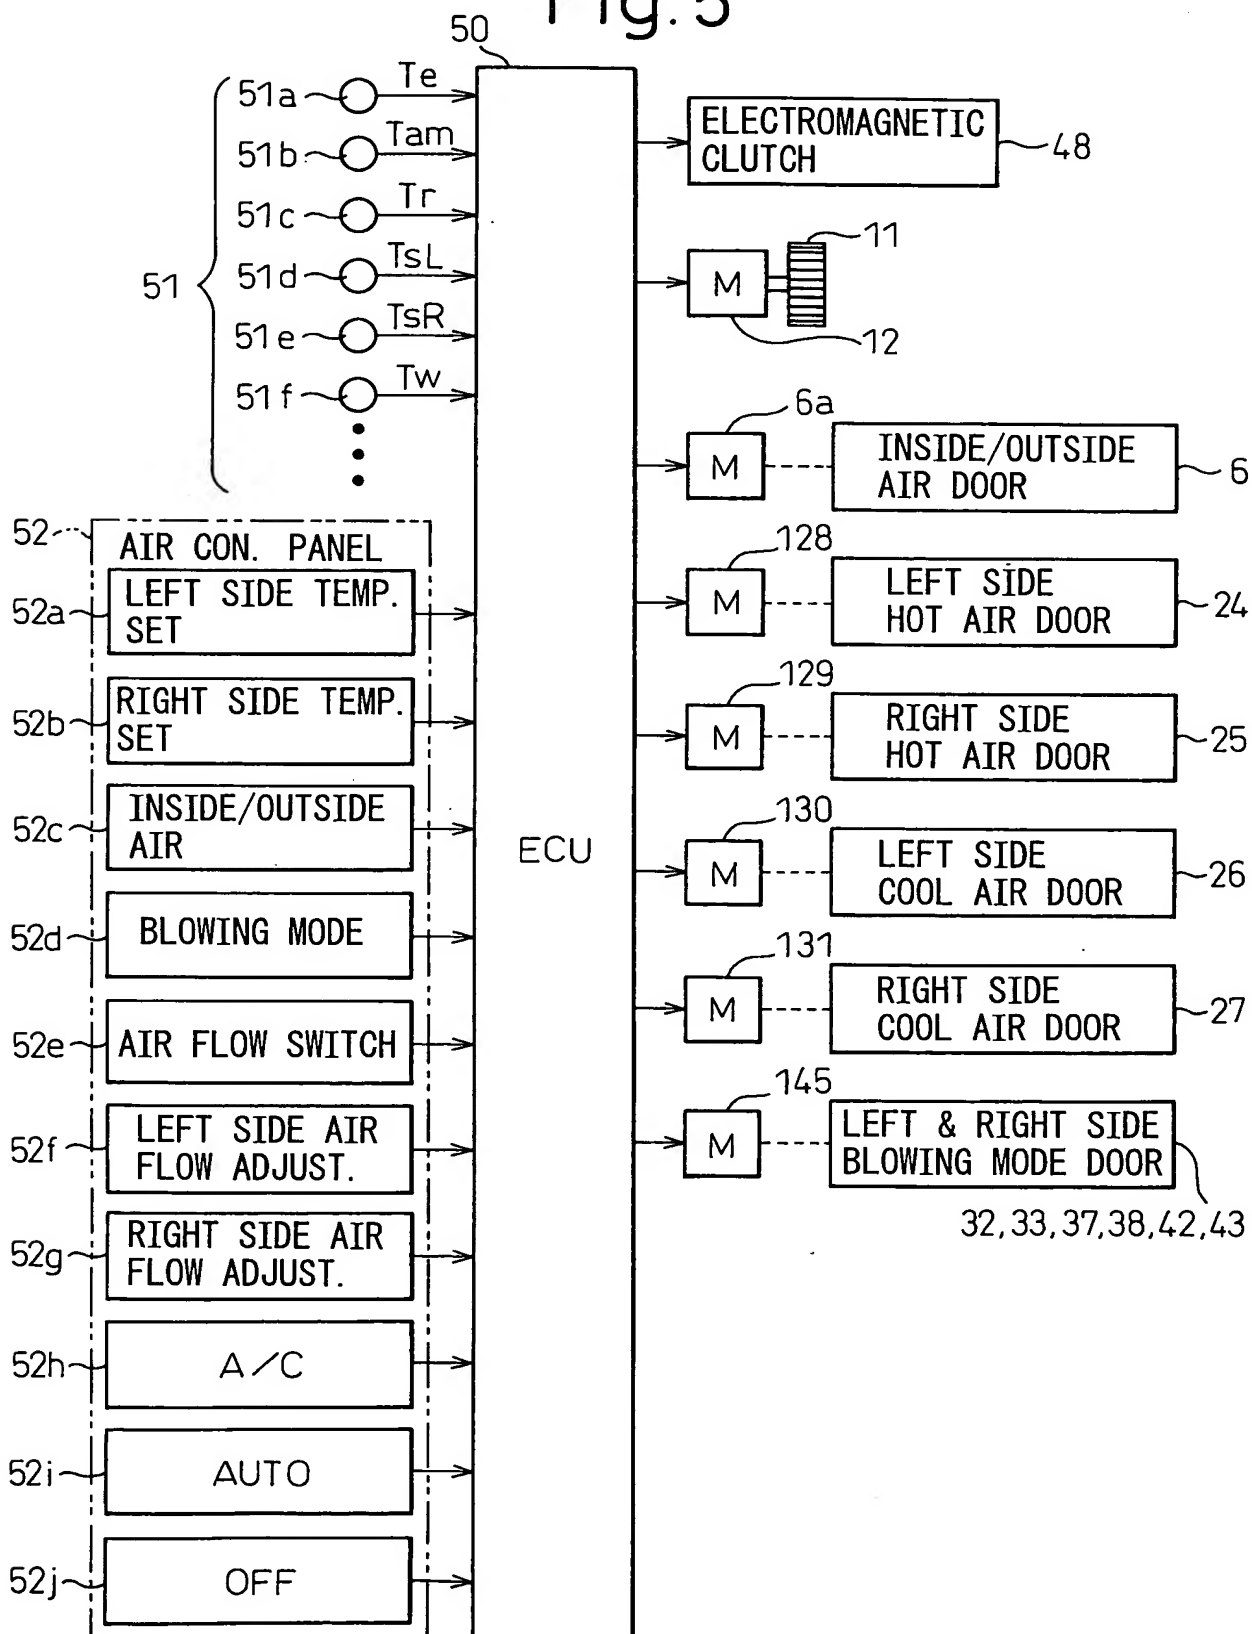 Fig. 5
50
51
51a Te
51b Tam
51c Tr
51d TsL
51e TsR
51f Tw
52
AIR CON. PANEL
52a
LEFT SIDE TEMP.
SET
52b
RIGHT SIDE TEMP.
SET
52c
INSIDE/OUTSIDE
AIR
52d
BLOWING MODE
52e
AIR FLOW SWITCH
52f
LEFT SIDE AIR
FLOW ADJUST.
52g
RIGHT SIDE AIR
FLOW ADJUST.
52h
A/C
52i
AUTO
52j
OFF
ECU
ELECTROMAGNETIC
CLUTCH
48
M
11
12
6a
M
INSIDE/OUTSIDE
AIR DOOR
6
128
M
LEFT SIDE
HOT AIR DOOR
24
129
M
RIGHT SIDE
HOT AIR DOOR
25
130
M
LEFT SIDE
COOL AIR DOOR
26
131
M
RIGHT SIDE
COOL AIR DOOR
27
145
M
LEFT & RIGHT SIDE
BLOWING MODE DOOR
32,33,37,38,42,43